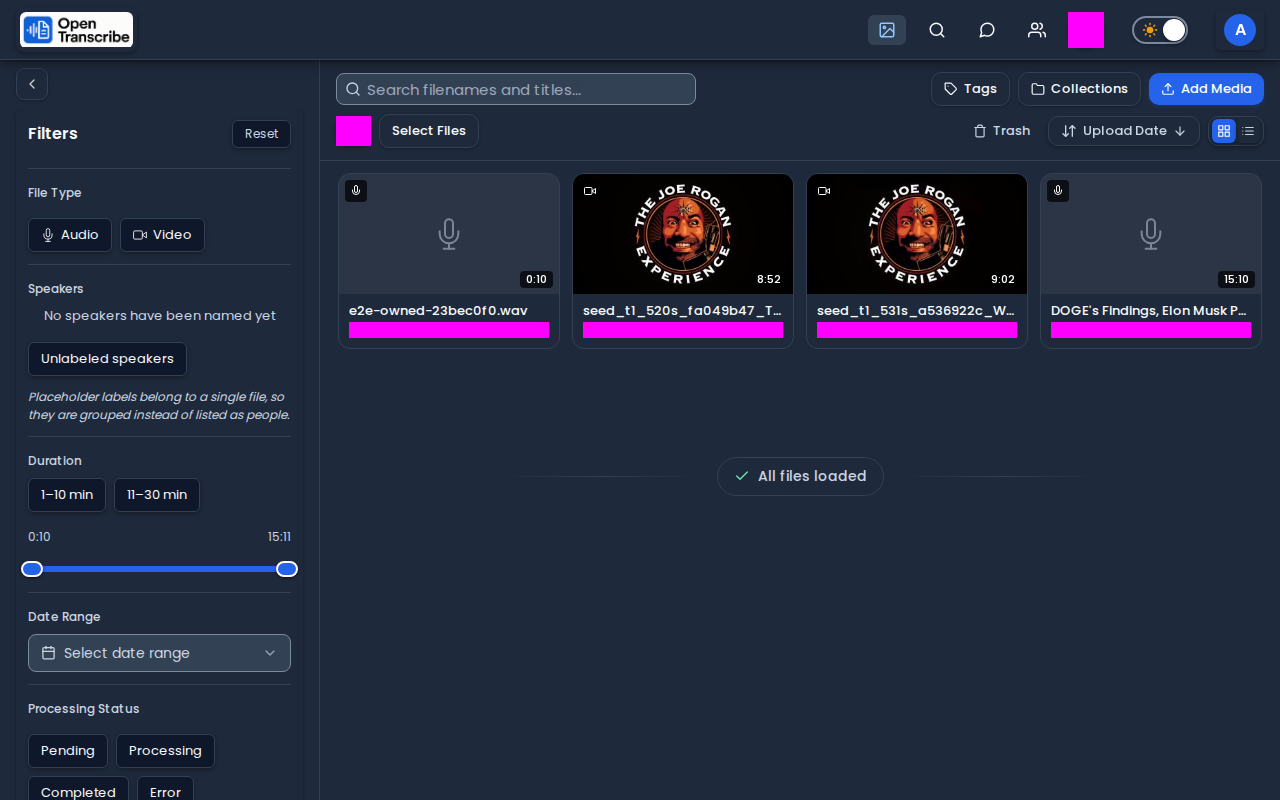 Open
Transcribe
A
Search filenames and titles...
Tags
Collections
Add Media
Select Files
Trash
Upload Date
Filters
Reset
File Type
Audio
Video
Speakers
No speakers have been named yet
Unlabeled speakers
Placeholder labels belong to a single file, so
they are grouped instead of listed as people.
Duration
1–10 min
11–30 min
0:10
15:11
Date Range
Select date range
Processing Status
Pending
Processing
Completed
Error
0:10
e2e-owned-23bec0f0.wav
THE JOE ROGAN
EXPERIENCE
8:52
seed_t1_520s_fa049b47_T...
THE JOE ROGAN
EXPERIENCE
9:02
seed_t1_531s_a536922c_W...
15:10
DOGE's Findings, Elon Musk P...
All files loaded